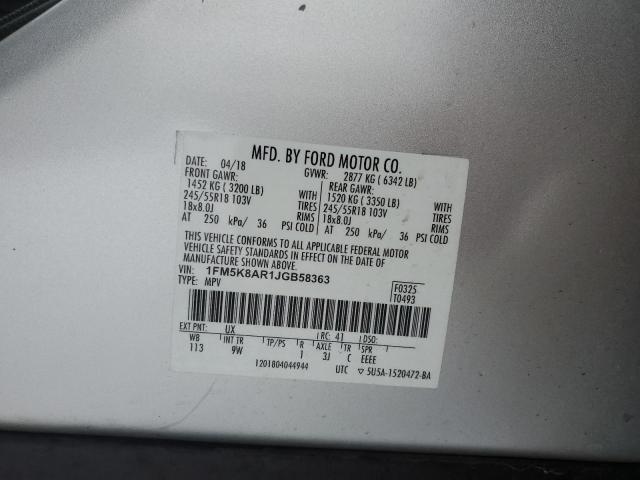 MFD. BY FORD MOTOR CO.
DATE: 04/18 GVWR: 2877 KG ( 6342 LB)
FRONT GAWR: REAR GAWR:
1452 KG ( 3200 LB) WITH 1520 KG ( 3350 LB) WITH
245/55R18 103V TIRES 245/55R18 103V TIRES
18x8.0J RIMS 18x8.0J RIMS
AT 250 kPa/ 36 PSI COLD AT 250 kPa/ 36 PSI COLD
THIS VEHICLE CONFORMS TO ALL APPLICABLE FEDERAL MOTOR
VEHICLE SAFETY STANDARDS IN EFFECT ON THE DATE OF
MANUFACTURE SHOWN ABOVE.
VIN: 1FM5K8AR1JGB58363 F0325
TYPE: MPV T0493
EXT PNT: UX RC: 41 DSO:
WB INT TR TP/PS R AXLE TR SPR
113 9W 1 3J C EEEE
1201804044944 UTC ▽ 5U5A-1520472-BA